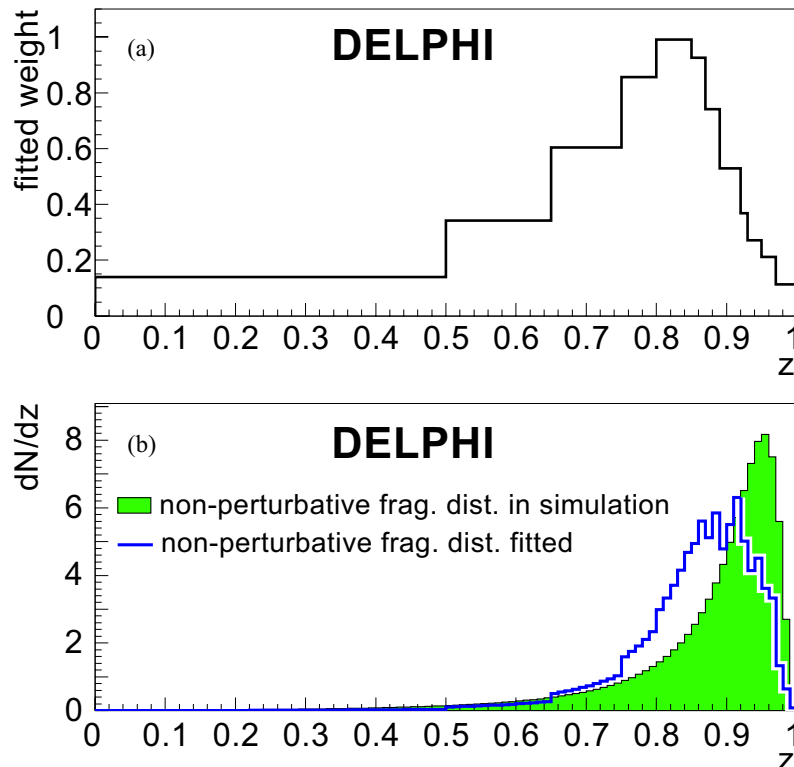 (a)
DELPHI
fitted weight
1
0.8
0.6
0.4
0.2
0
0 0.1 0.2 0.3 0.4 0.5 0.6 0.7 0.8 0.9 1
z
(b)
DELPHI
dN/dz
8
6
4
2
0
non-perturbative frag. dist. in simulation
non-perturbative frag. dist. fitted
0 0.1 0.2 0.3 0.4 0.5 0.6 0.7 0.8 0.9 1
z